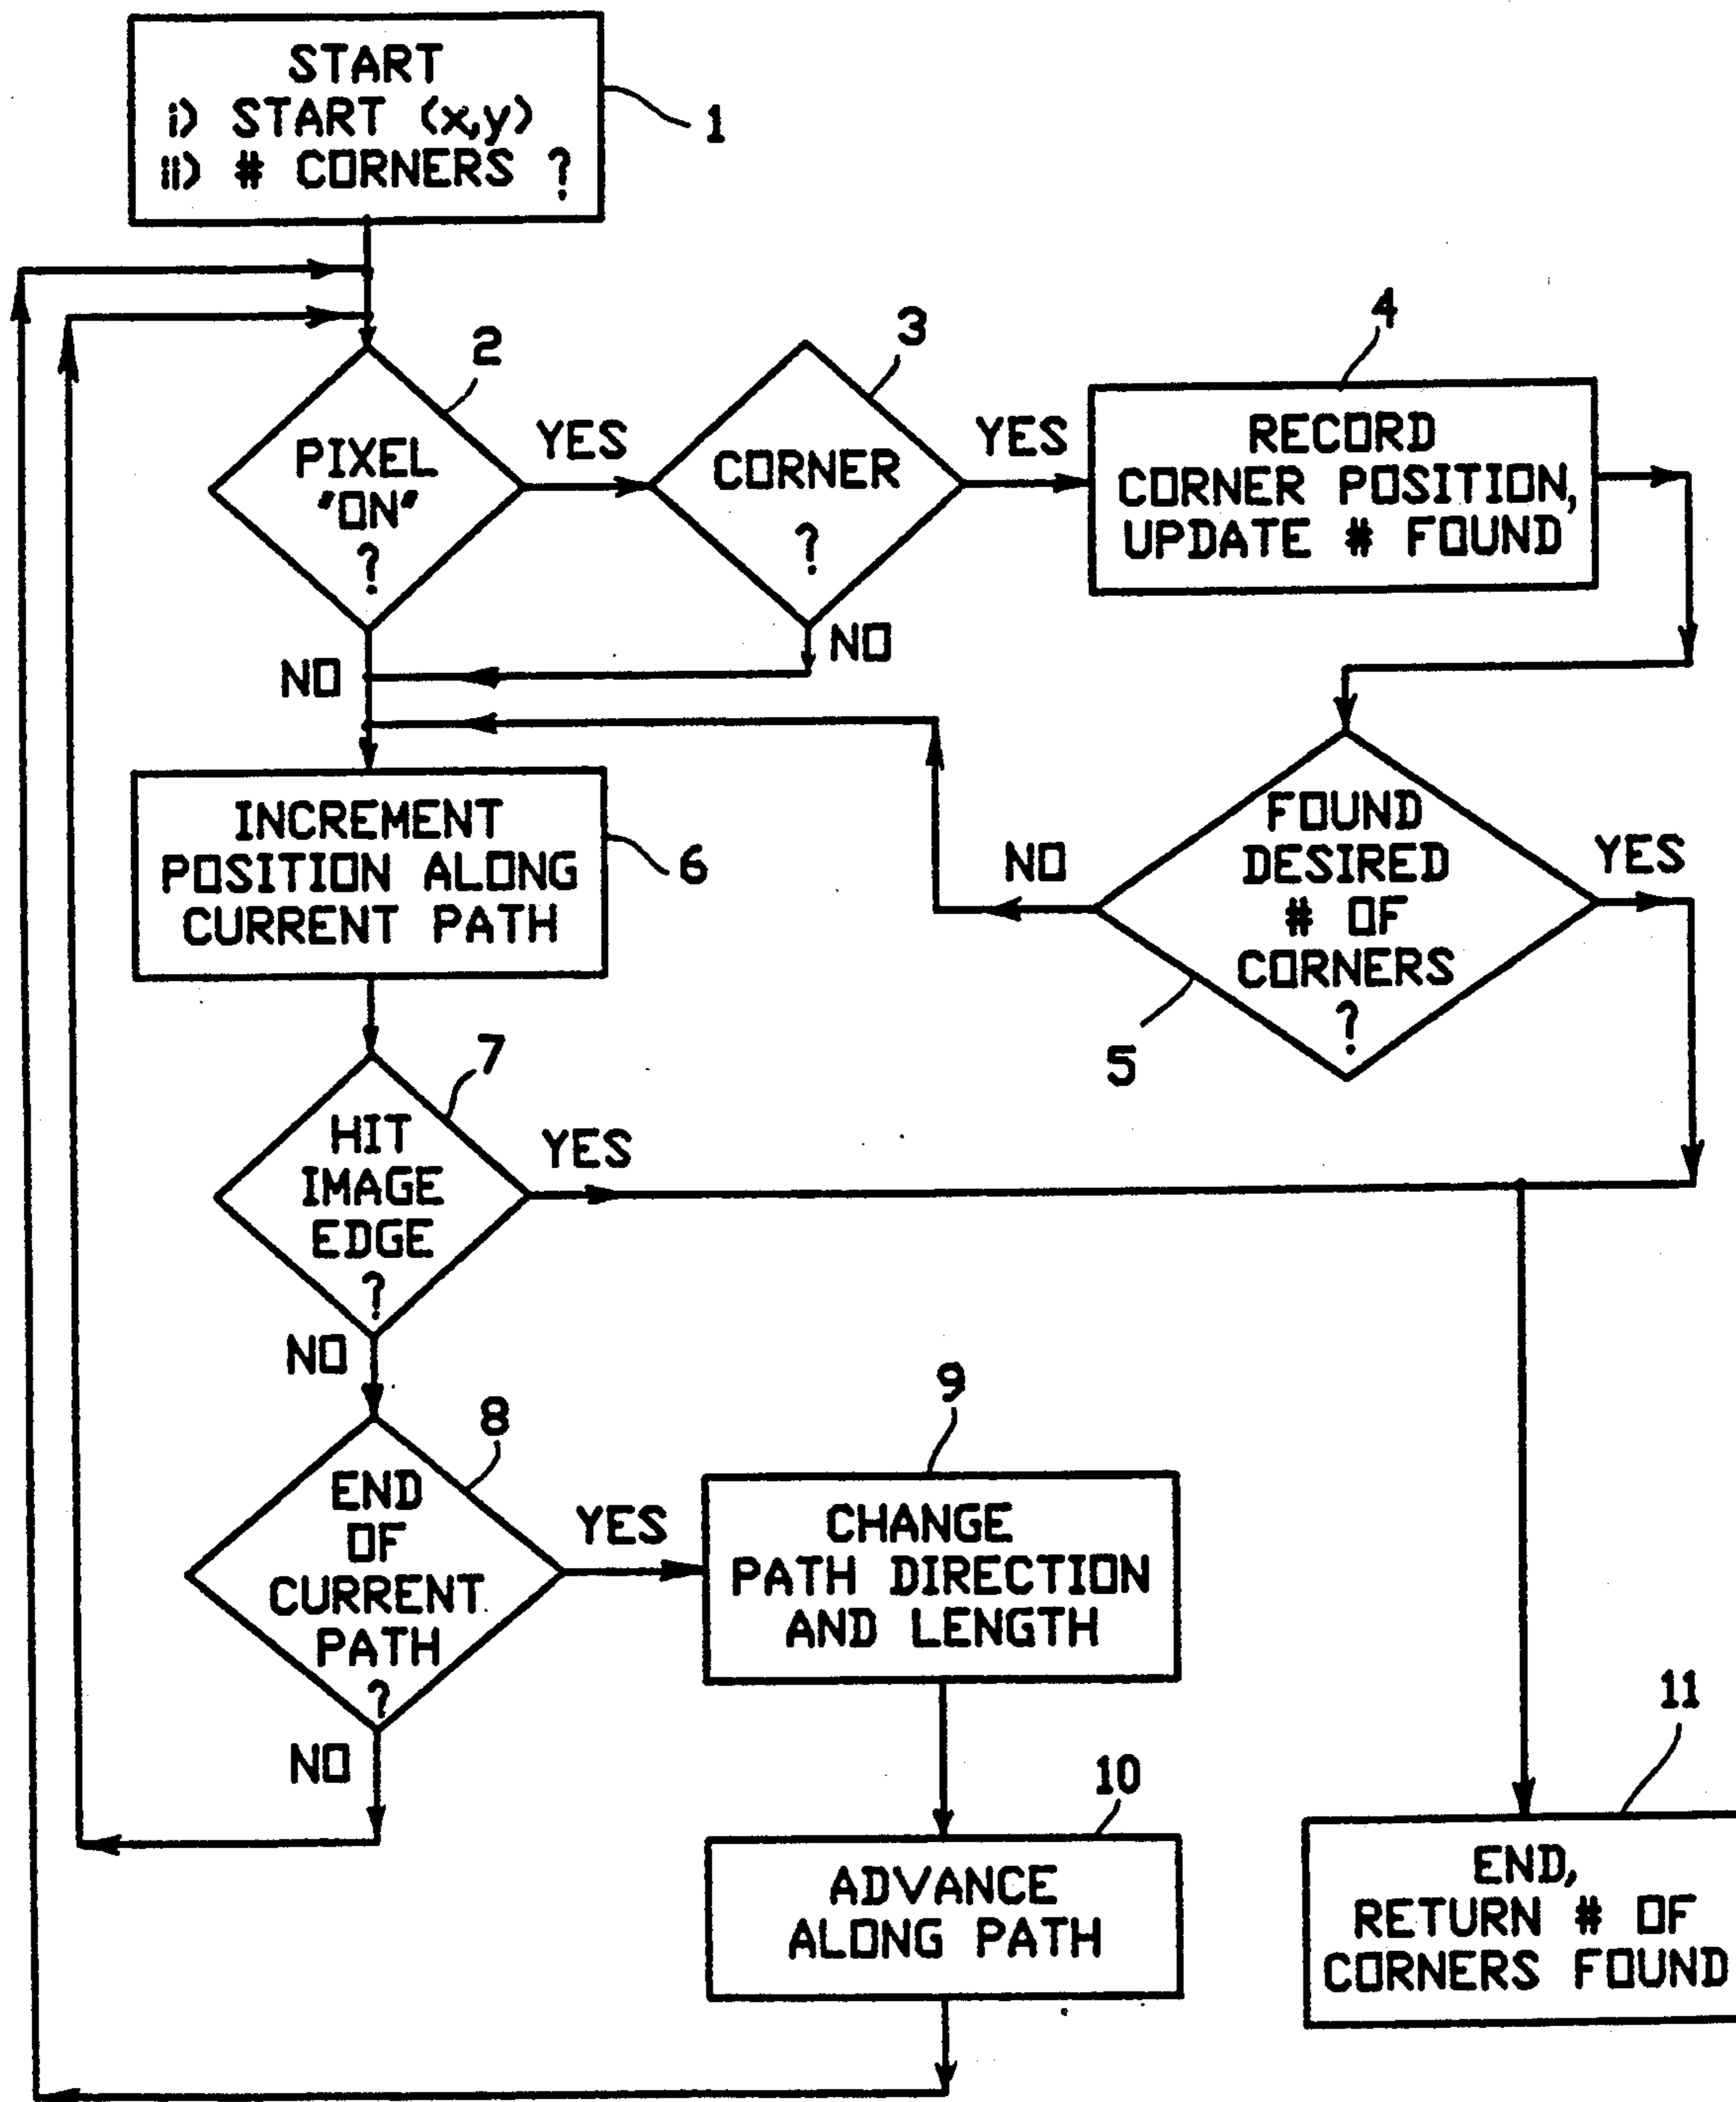 START
i) START (x,y)
ii) # CORNERS ?
1
2
PIXEL
"ON"
?
YES
NO
3
CORNER
?
YES
NO
4
RECORD
CORNER POSITION,
UPDATE # FOUND
FOUND
DESIRED
# OF
CORNERS
?
5
NO
YES
INCREMENT
POSITION ALONG
CURRENT PATH
6
7
HIT
IMAGE
EDGE
?
YES
NO
8
END
OF
CURRENT
PATH
?
YES
NO
9
CHANGE
PATH DIRECTION
AND LENGTH
10
ADVANCE
ALONG PATH
11
END,
RETURN # OF
CORNERS FOUND